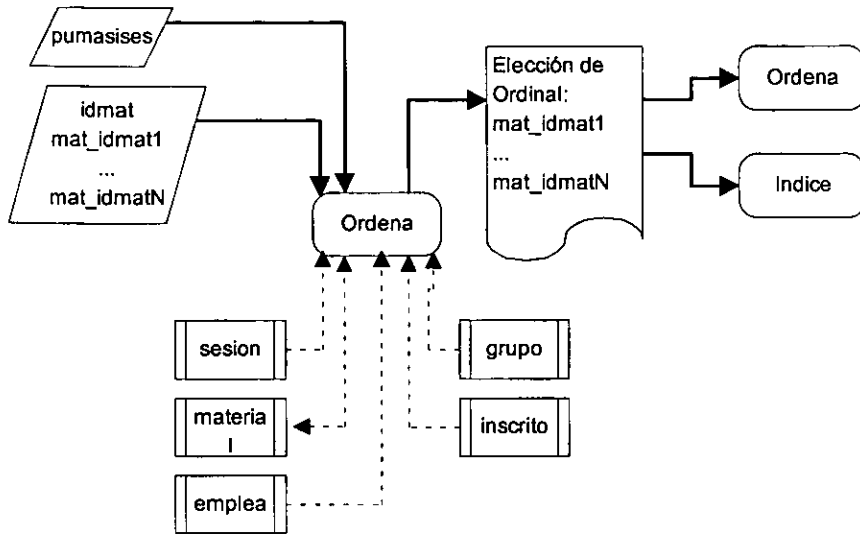 pumasises
idmat
mat_idmat1
...
mat_idmatN
Ordena
Elección de
Ordinal:
mat_idmat1
...
mat_idmatN
Ordena
Indice
sesion
materia
l
emplea
grupo
inscrito